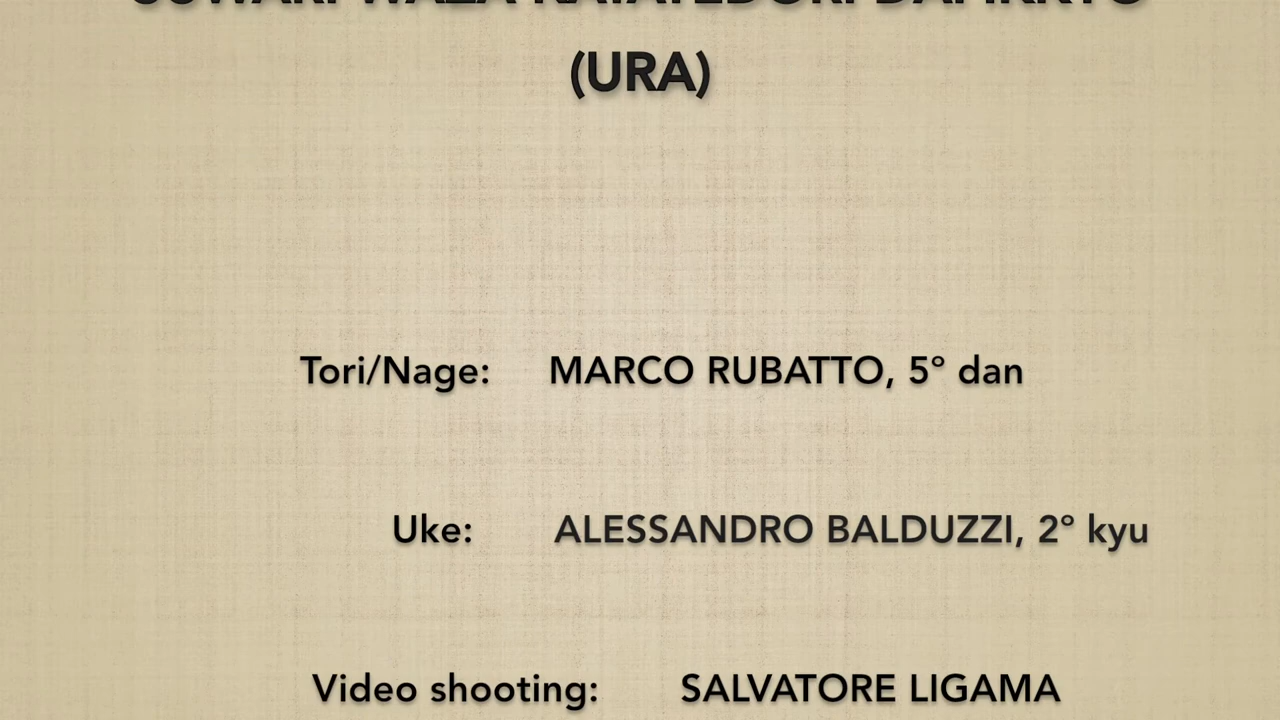 (URA)
Tori/Nage: MARCO RUBATTO, 5° dan
Uke: ALESSANDRO BALDUZZI, 2° kyu
Video shooting: SALVATORE LIGAMA